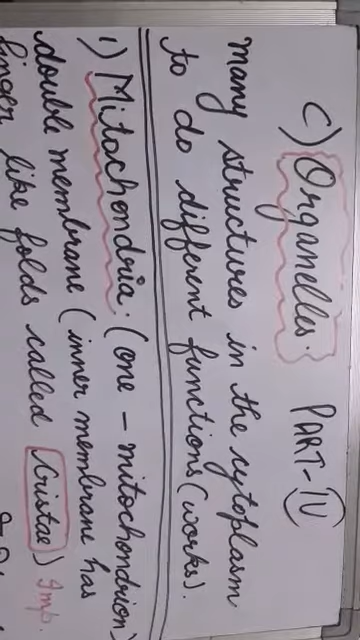 C) Organelles. PART-IV
many structures in the cytoplasm
to do different functions (works).
1) Mitochondria: (one - mitochondrion)
double membrane (inner membrane has
finger like folds called Cristae) Imp.